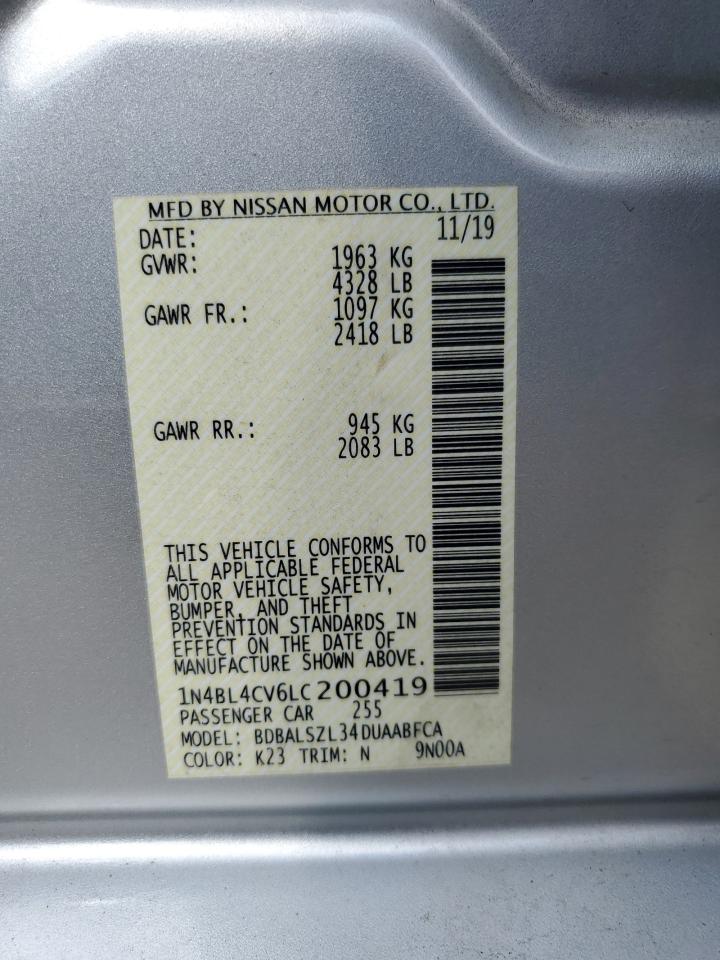 MFD BY NISSAN MOTOR CO., LTD.
DATE: 11/19
GVWR: 1963 KG
4328 LB
GAWR FR.: 1097 KG
2418 LB
GAWR RR.: 945 KG
2083 LB
THIS VEHICLE CONFORMS TO
ALL APPLICABLE FEDERAL
MOTOR VEHICLE SAFETY,
BUMPER, AND THEFT
PREVENTION STANDARDS IN
EFFECT ON THE DATE OF
MANUFACTURE SHOWN ABOVE.
1N4BL4CV6LC200419
PASSENGER CAR 255
MODEL: BDBALSZL34DUAABFCA
COLOR: K23 TRIM: N 9N00A